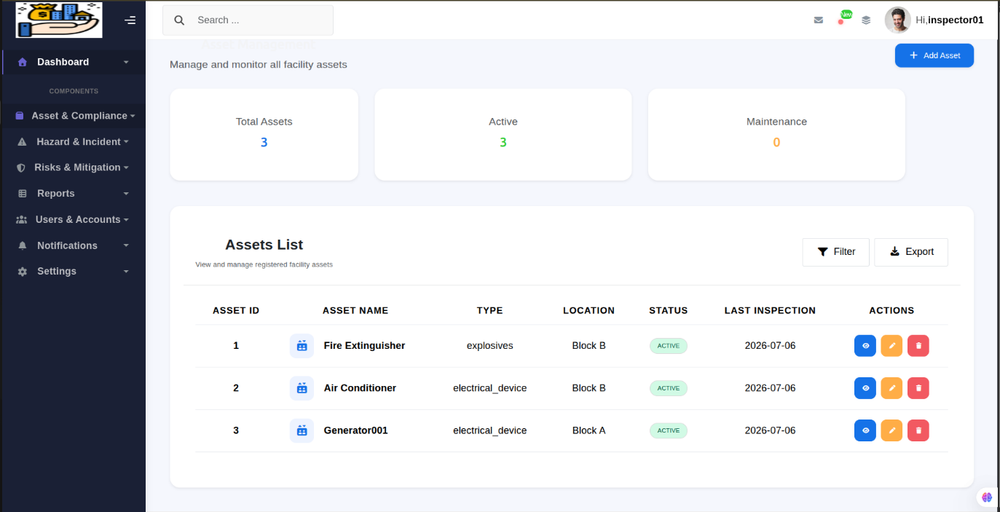 Search ...
New
Hi,inspector01
Dashboard
COMPONENTS
Asset & Compliance
Hazard & Incident
Risks & Mitigation
Reports
Users & Accounts
Notifications
Settings
Asset Management
Manage and monitor all facility assets
Add Asset
Total Assets
3
Active
3
Maintenance
0
Assets List
View and manage registered facility assets
Filter
Export
ASSET ID ASSET NAME TYPE LOCATION STATUS LAST INSPECTION ACTIONS
1 Fire Extinguisher explosives Block B ACTIVE 2026-07-06
2 Air Conditioner electrical_device Block B ACTIVE 2026-07-06
3 Generator001 electrical_device Block A ACTIVE 2026-07-06